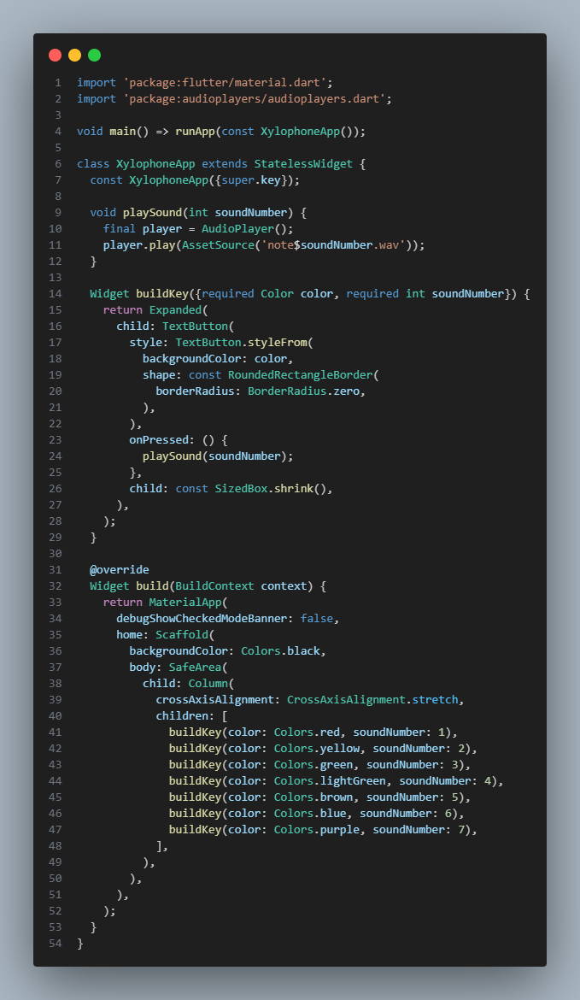 1 import 'package:flutter/material.dart';
2 import 'package:audioplayers/audioplayers.dart';
3
4 void main() => runApp(const XylophoneApp());
5
6 class XylophoneApp extends StatelessWidget {
7   const XylophoneApp({super.key});
8
9   void playSound(int soundNumber) {
10     final player = AudioPlayer();
11     player.play(AssetSource('note$soundNumber.wav'));
12   }
13
14   Widget buildKey({required Color color, required int soundNumber}) {
15     return Expanded(
16       child: TextButton(
17         style: TextButton.styleFrom(
18           backgroundColor: color,
19           shape: const RoundedRectangleBorder(
20             borderRadius: BorderRadius.zero,
21           ),
22         ),
23         onPressed: () {
24           playSound(soundNumber);
25         },
26         child: const SizedBox.shrink(),
27       ),
28     );
29   }
30
31   @override
32   Widget build(BuildContext context) {
33     return MaterialApp(
34       debugShowCheckedModeBanner: false,
35       home: Scaffold(
36         backgroundColor: Colors.black,
37         body: SafeArea(
38           child: Column(
39             crossAxisAlignment: CrossAxisAlignment.stretch,
40             children: [
41               buildKey(color: Colors.red, soundNumber: 1),
42               buildKey(color: Colors.yellow, soundNumber: 2),
43               buildKey(color: Colors.green, soundNumber: 3),
44               buildKey(color: Colors.lightGreen, soundNumber: 4),
45               buildKey(color: Colors.brown, soundNumber: 5),
46               buildKey(color: Colors.blue, soundNumber: 6),
47               buildKey(color: Colors.purple, soundNumber: 7),
48             ],
49           ),
50         ),
51       ),
52     );
53   }
54 }